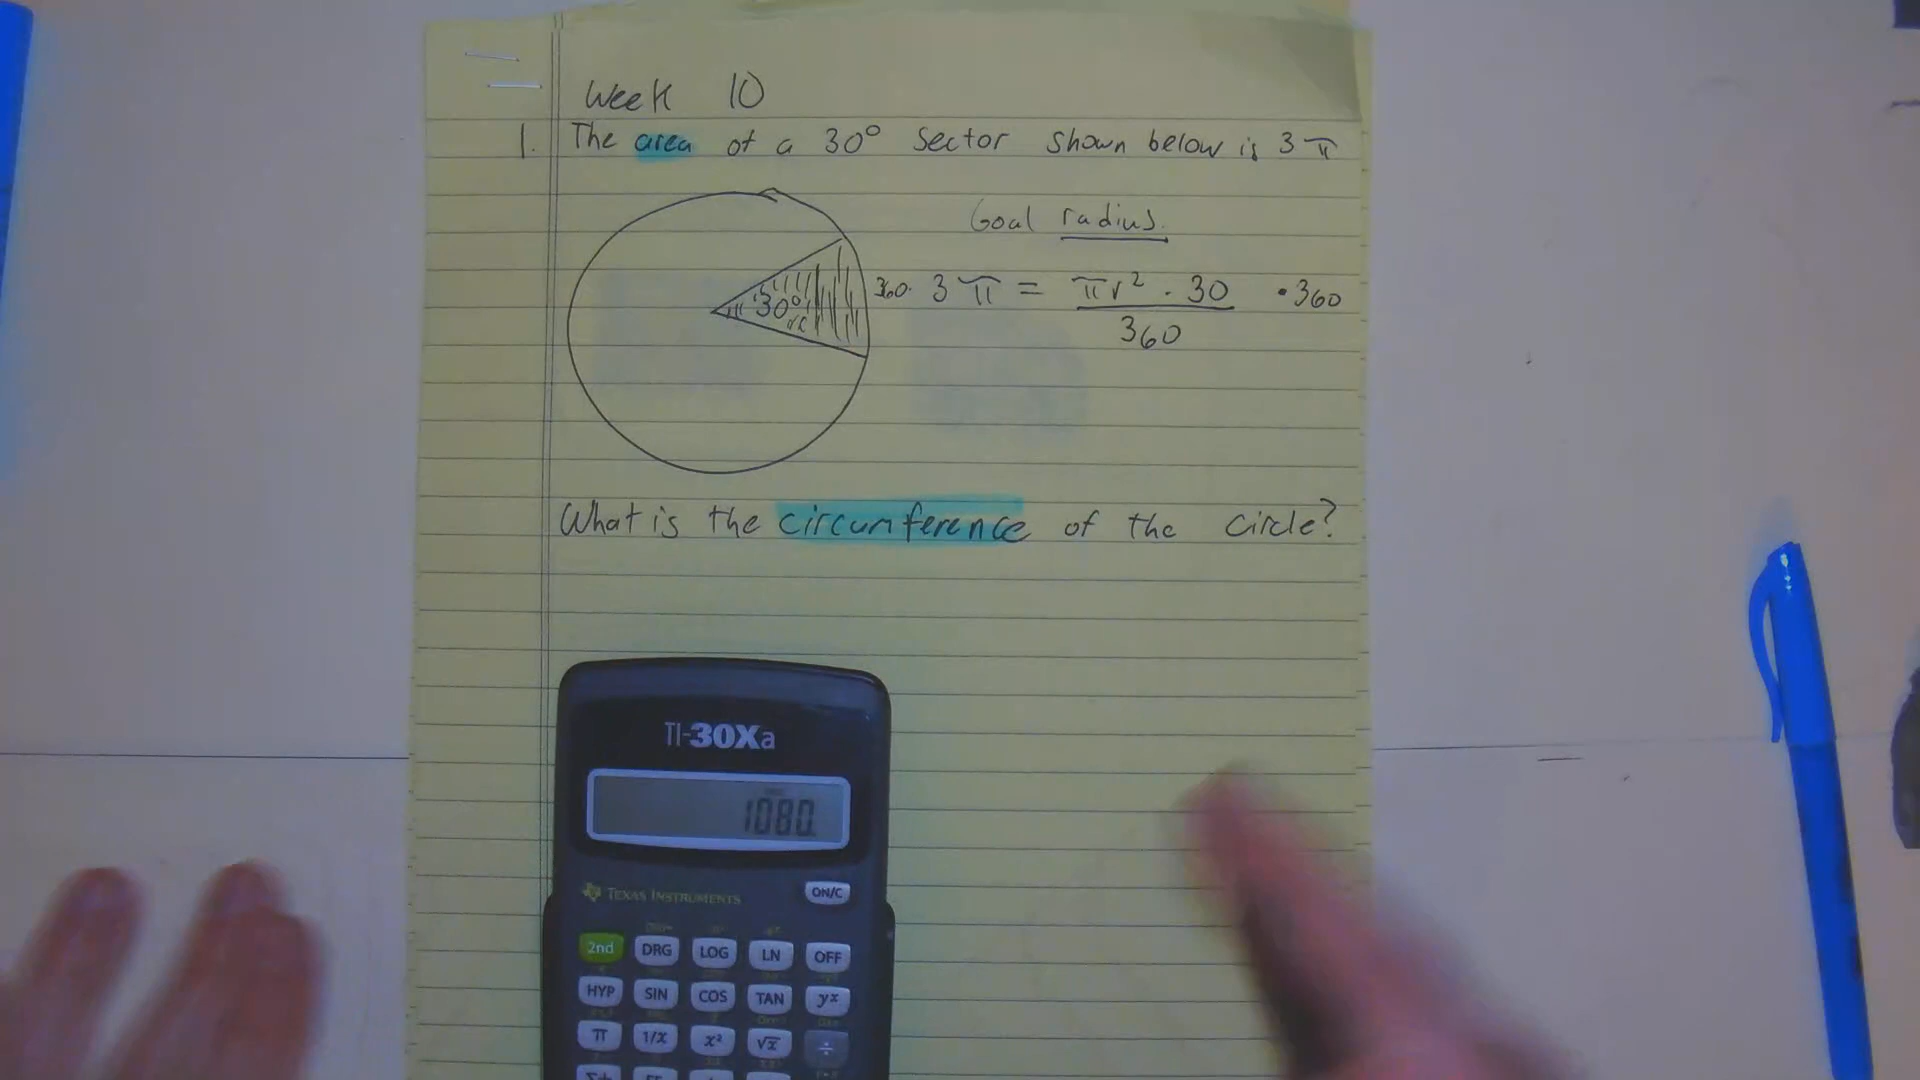 Week 10
1. The area of a 30° sector shown below is 3π
Goal radius.
30°
360· 3π = πr² · 30 · 360
360
What is the circumference of the circle?
TI-30Xa
1080.
TEXAS INSTRUMENTS
ON/C
2nd DRG LOG LN OFF
HYP SIN COS TAN yˣ
π 1/x x² √x ÷